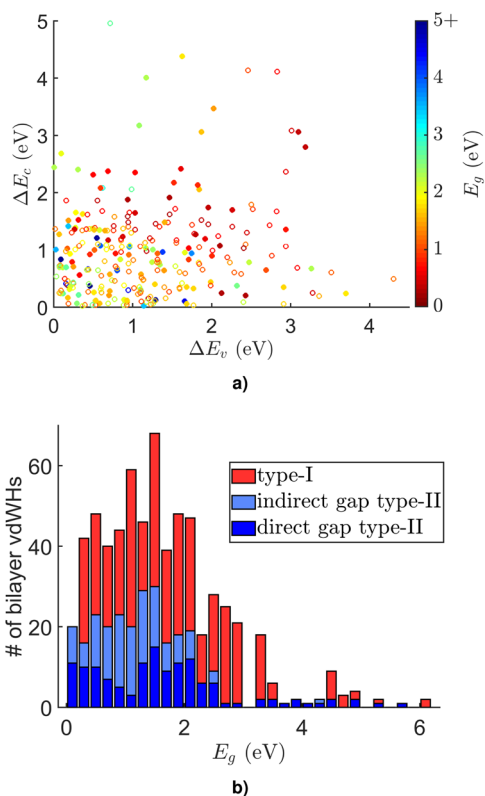 5
4
3
2
1
0
0 1 2 3 4
ΔE_c (eV)
ΔE_v (eV)
5+
4
3
2
1
0
E_g (eV)
a)
60
40
20
0
0 2 4 6
# of bilayer vdWHs
E_g (eV)
type-I
indirect gap type-II
direct gap type-II
b)